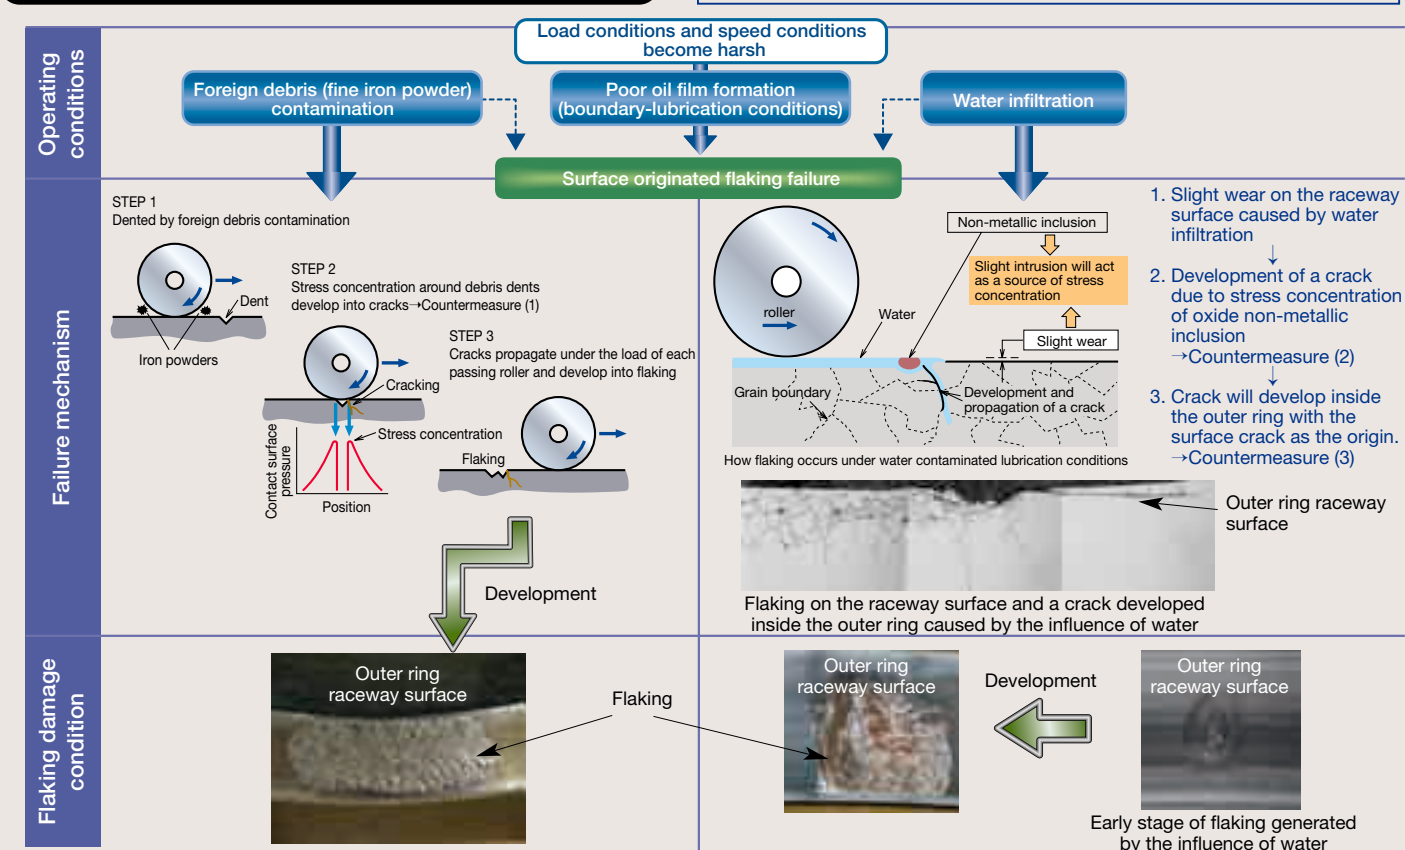 Operating
conditions
Load conditions and speed conditions
become harsh
Foreign debris (fine iron powder)
contamination
Poor oil film formation
(boundary-lubrication conditions)
Water infiltration
Surface originated flaking failure
Failure mechanism
STEP 1
Dented by foreign debris contamination
Dent
Iron powders
STEP 2
Stress concentration around debris dents
develop into cracks→Countermeasure (1)
Cracking
Stress concentration
Contact surface
pressure
Position
STEP 3
Cracks propagate under the load of each
passing roller and develop into flaking
Flaking
Development
roller
Water
Non-metallic inclusion
Slight intrusion will act
as a source of stress
concentration
Slight wear
Grain boundary
Development and
propagation of a crack
How flaking occurs under water contaminated lubrication conditions
1. Slight wear on the raceway
surface caused by water
infiltration
↓
2. Development of a crack
due to stress concentration
of oxide non-metallic
inclusion
→Countermeasure (2)
↓
3. Crack will develop inside
the outer ring with the
surface crack as the origin.
→Countermeasure (3)
Outer ring raceway
surface
Flaking on the raceway surface and a crack developed
inside the outer ring caused by the influence of water
Flaking damage
condition
Outer ring
raceway surface
Flaking
Outer ring
raceway surface
Development
Outer ring
raceway surface
Early stage of flaking generated
by the influence of water